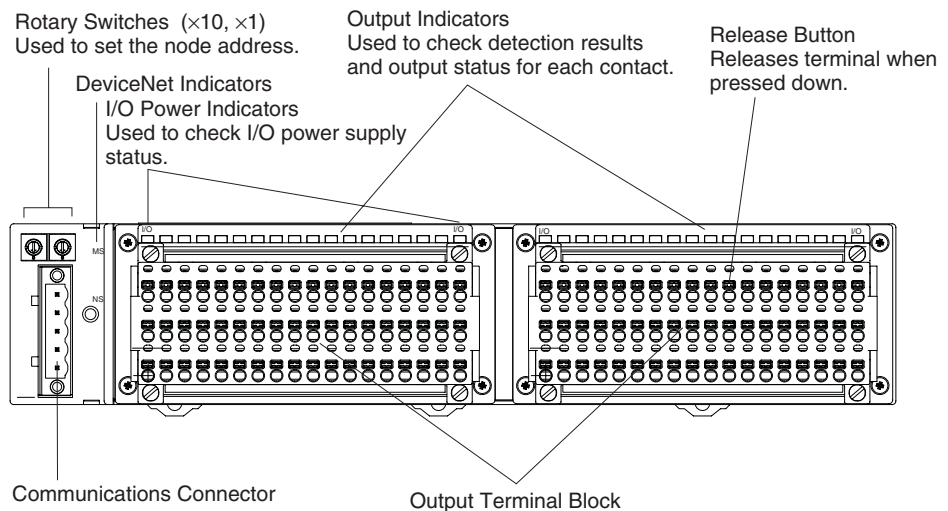 Rotary Switches (×10, ×1)
Used to set the node address.
Output Indicators
Used to check detection results
and output status for each contact.
Release Button
Releases terminal when
pressed down.
DeviceNet Indicators
I/O Power Indicators
Used to check I/O power supply
status.
I/O
I/O
I/O
I/O
MS
NS
Communications Connector
Output Terminal Block